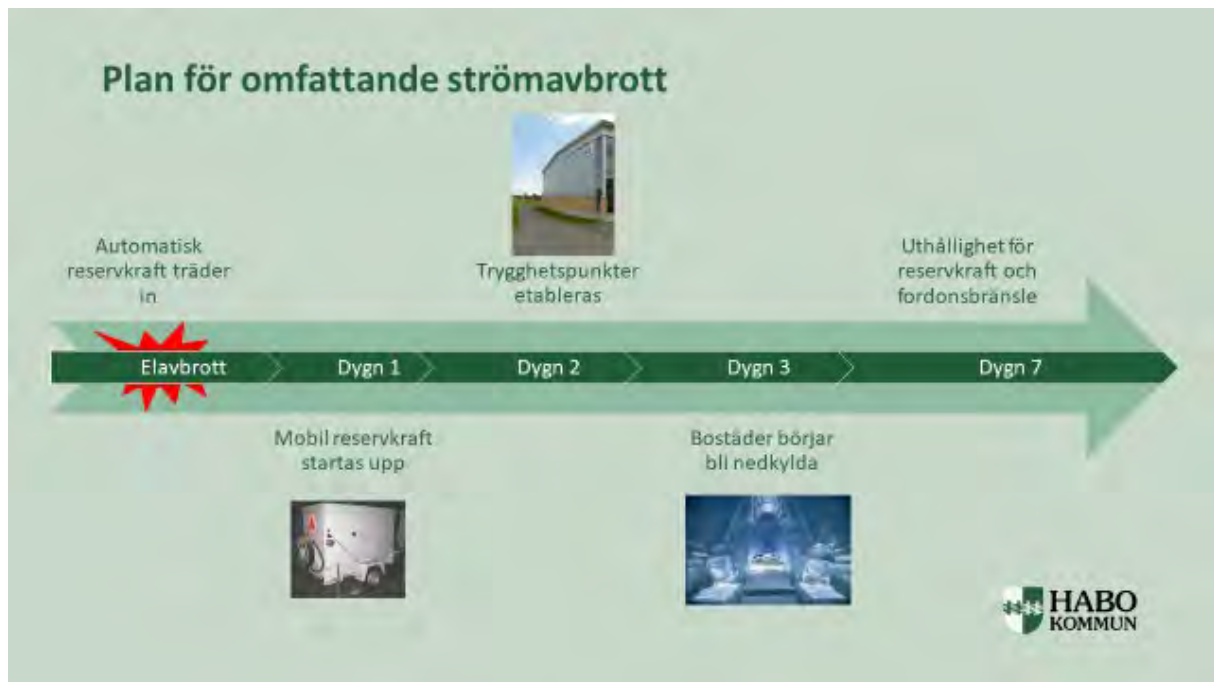 Plan för omfattande strömavbrott
Automatisk
reservkraft träder
in
Trygghetspunkter
etableras
Uthållighet för
reservkraft och
fordonsbränsle
Elavbrott
Dygn 1
Dygn 2
Dygn 3
Dygn 7
Mobil reservkraft
startas upp
Bostäder börjar
bli nedkylda
HABO
KOMMUN